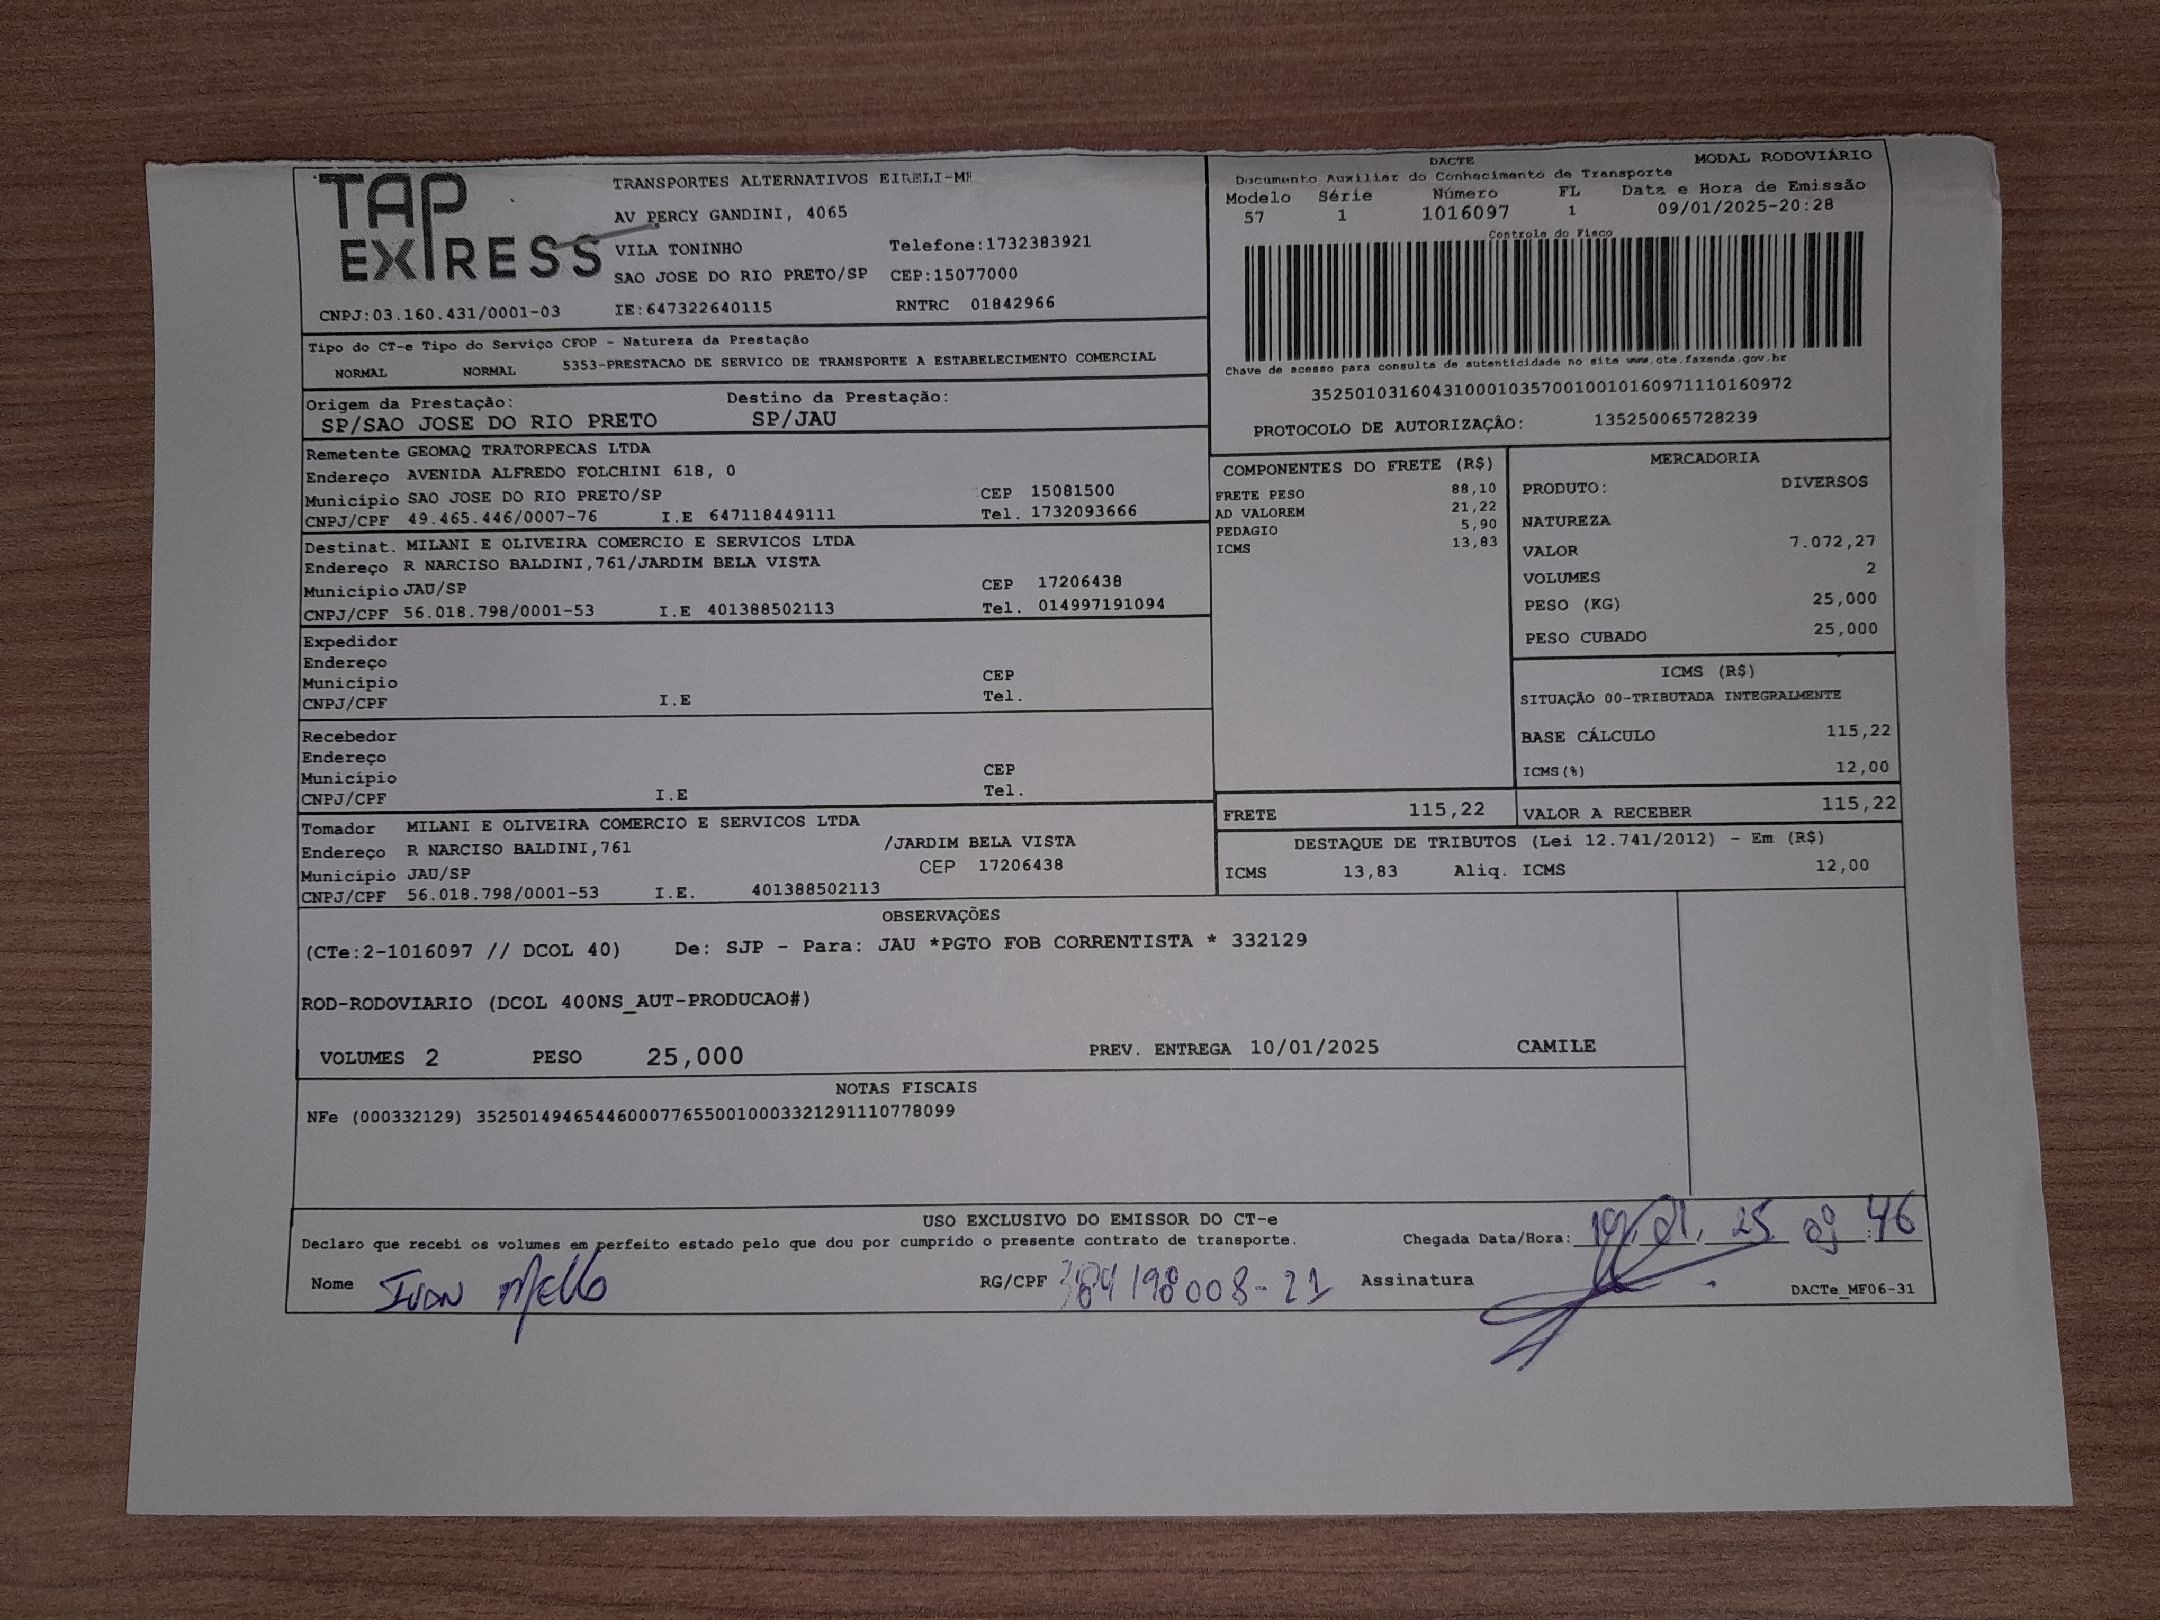 TAP
EXPRESS
TRANSPORTES ALTERNATIVOS EIRELI-ME
AV PERCY GANDINI, 4065
VILA TONINHO Telefone:1732383921
SAO JOSE DO RIO PRETO/SP CEP:15077000
CNPJ:03.160.431/0001-03 IE:647322640115 RNTRC 01842966
DACTE MODAL RODOVIÁRIO
Documento Auxiliar do Conhecimento de Transporte
Modelo Série Número FL Data e Hora de Emissão
57 1 1016097 1 09/01/2025-20:28
Controle do Fisco
Chave de acesso para consulta de autenticidade no site www.cte.fazenda.gov.br
35250103160431000103570010010160971110160972
PROTOCOLO DE AUTORIZAÇÂO: 135250065728239
Tipo do CT-e Tipo do Serviço CFOP - Natureza da Prestação
NORMAL NORMAL 5353-PRESTACAO DE SERVICO DE TRANSPORTE A ESTABELECIMENTO COMERCIAL
Origem da Prestação: Destino da Prestação:
SP/SAO JOSE DO RIO PRETO SP/JAU
Remetente GEOMAQ TRATORPECAS LTDA
Endereço AVENIDA ALFREDO FOLCHINI 618, 0
Município SAO JOSE DO RIO PRETO/SP CEP 15081500
CNPJ/CPF 49.465.446/0007-76 I.E 647118449111 Tel. 1732093666
Destinat. MILANI E OLIVEIRA COMERCIO E SERVICOS LTDA
Endereço R NARCISO BALDINI,761/JARDIM BELA VISTA
Município JAU/SP CEP 17206438
CNPJ/CPF 56.018.798/0001-53 I.E 401388502113 Tel. 014997191094
Expedidor
Endereço
Município CEP
CNPJ/CPF I.E Tel.
Recebedor
Endereço
Município CEP
CNPJ/CPF I.E Tel.
Tomador MILANI E OLIVEIRA COMERCIO E SERVICOS LTDA
Endereço R NARCISO BALDINI,761 /JARDIM BELA VISTA
Município JAU/SP CEP 17206438
CNPJ/CPF 56.018.798/0001-53 I.E. 401388502113
COMPONENTES DO FRETE (R$)
FRETE PESO 88,10
AD VALOREM 21,22
PEDAGIO 5,90
ICMS 13,83
MERCADORIA
PRODUTO: DIVERSOS
NATUREZA
VALOR 7.072,27
VOLUMES 2
PESO (KG) 25,000
PESO CUBADO 25,000
ICMS (R$)
SITUAÇÃO 00-TRIBUTADA INTEGRALMENTE
BASE CÁLCULO 115,22
ICMS(%) 12,00
FRETE 115,22 VALOR A RECEBER 115,22
DESTAQUE DE TRIBUTOS (Lei 12.741/2012) - Em (R$)
ICMS 13,83 Aliq. ICMS 12,00
OBSERVAÇÕES
(CTe:2-1016097 // DCOL 40) De: SJP - Para: JAU *PGTO FOB CORRENTISTA * 332129
ROD-RODOVIARIO (DCOL 400NS_AUT-PRODUCAO#)
VOLUMES 2 PESO 25,000 PREV. ENTREGA 10/01/2025 CAMILE
NOTAS FISCAIS
NFe (000332129) 35250149465446000776550010003321291110778099
USO EXCLUSIVO DO EMISSOR DO CT-e
Declaro que recebi os volumes em perfeito estado pelo que dou por cumprido o presente contrato de transporte. Chegada Data/Hora: 25 :46
Nome IVAN MELLO RG/CPF Assinatura
DACTe_MF06-31